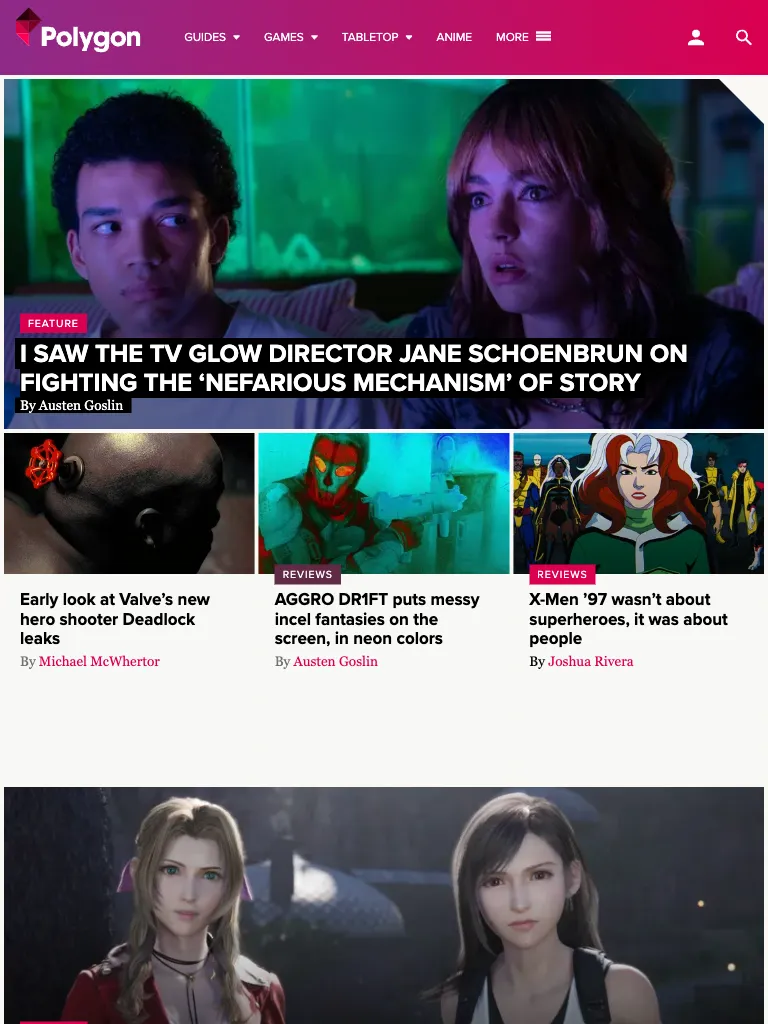 Polygon
GUIDES
GAMES
TABLETOP
ANIME
MORE
FEATURE
I SAW THE TV GLOW DIRECTOR JANE SCHOENBRUN ON
FIGHTING THE ‘NEFARIOUS MECHANISM’ OF STORY
By Austen Goslin
Early look at Valve’s new
hero shooter Deadlock
leaks
By Michael McWhertor
REVIEWS
AGGRO DR1FT puts messy
incel fantasies on the
screen, in neon colors
By Austen Goslin
REVIEWS
X-Men ’97 wasn’t about
superheroes, it was about
people
By Joshua Rivera